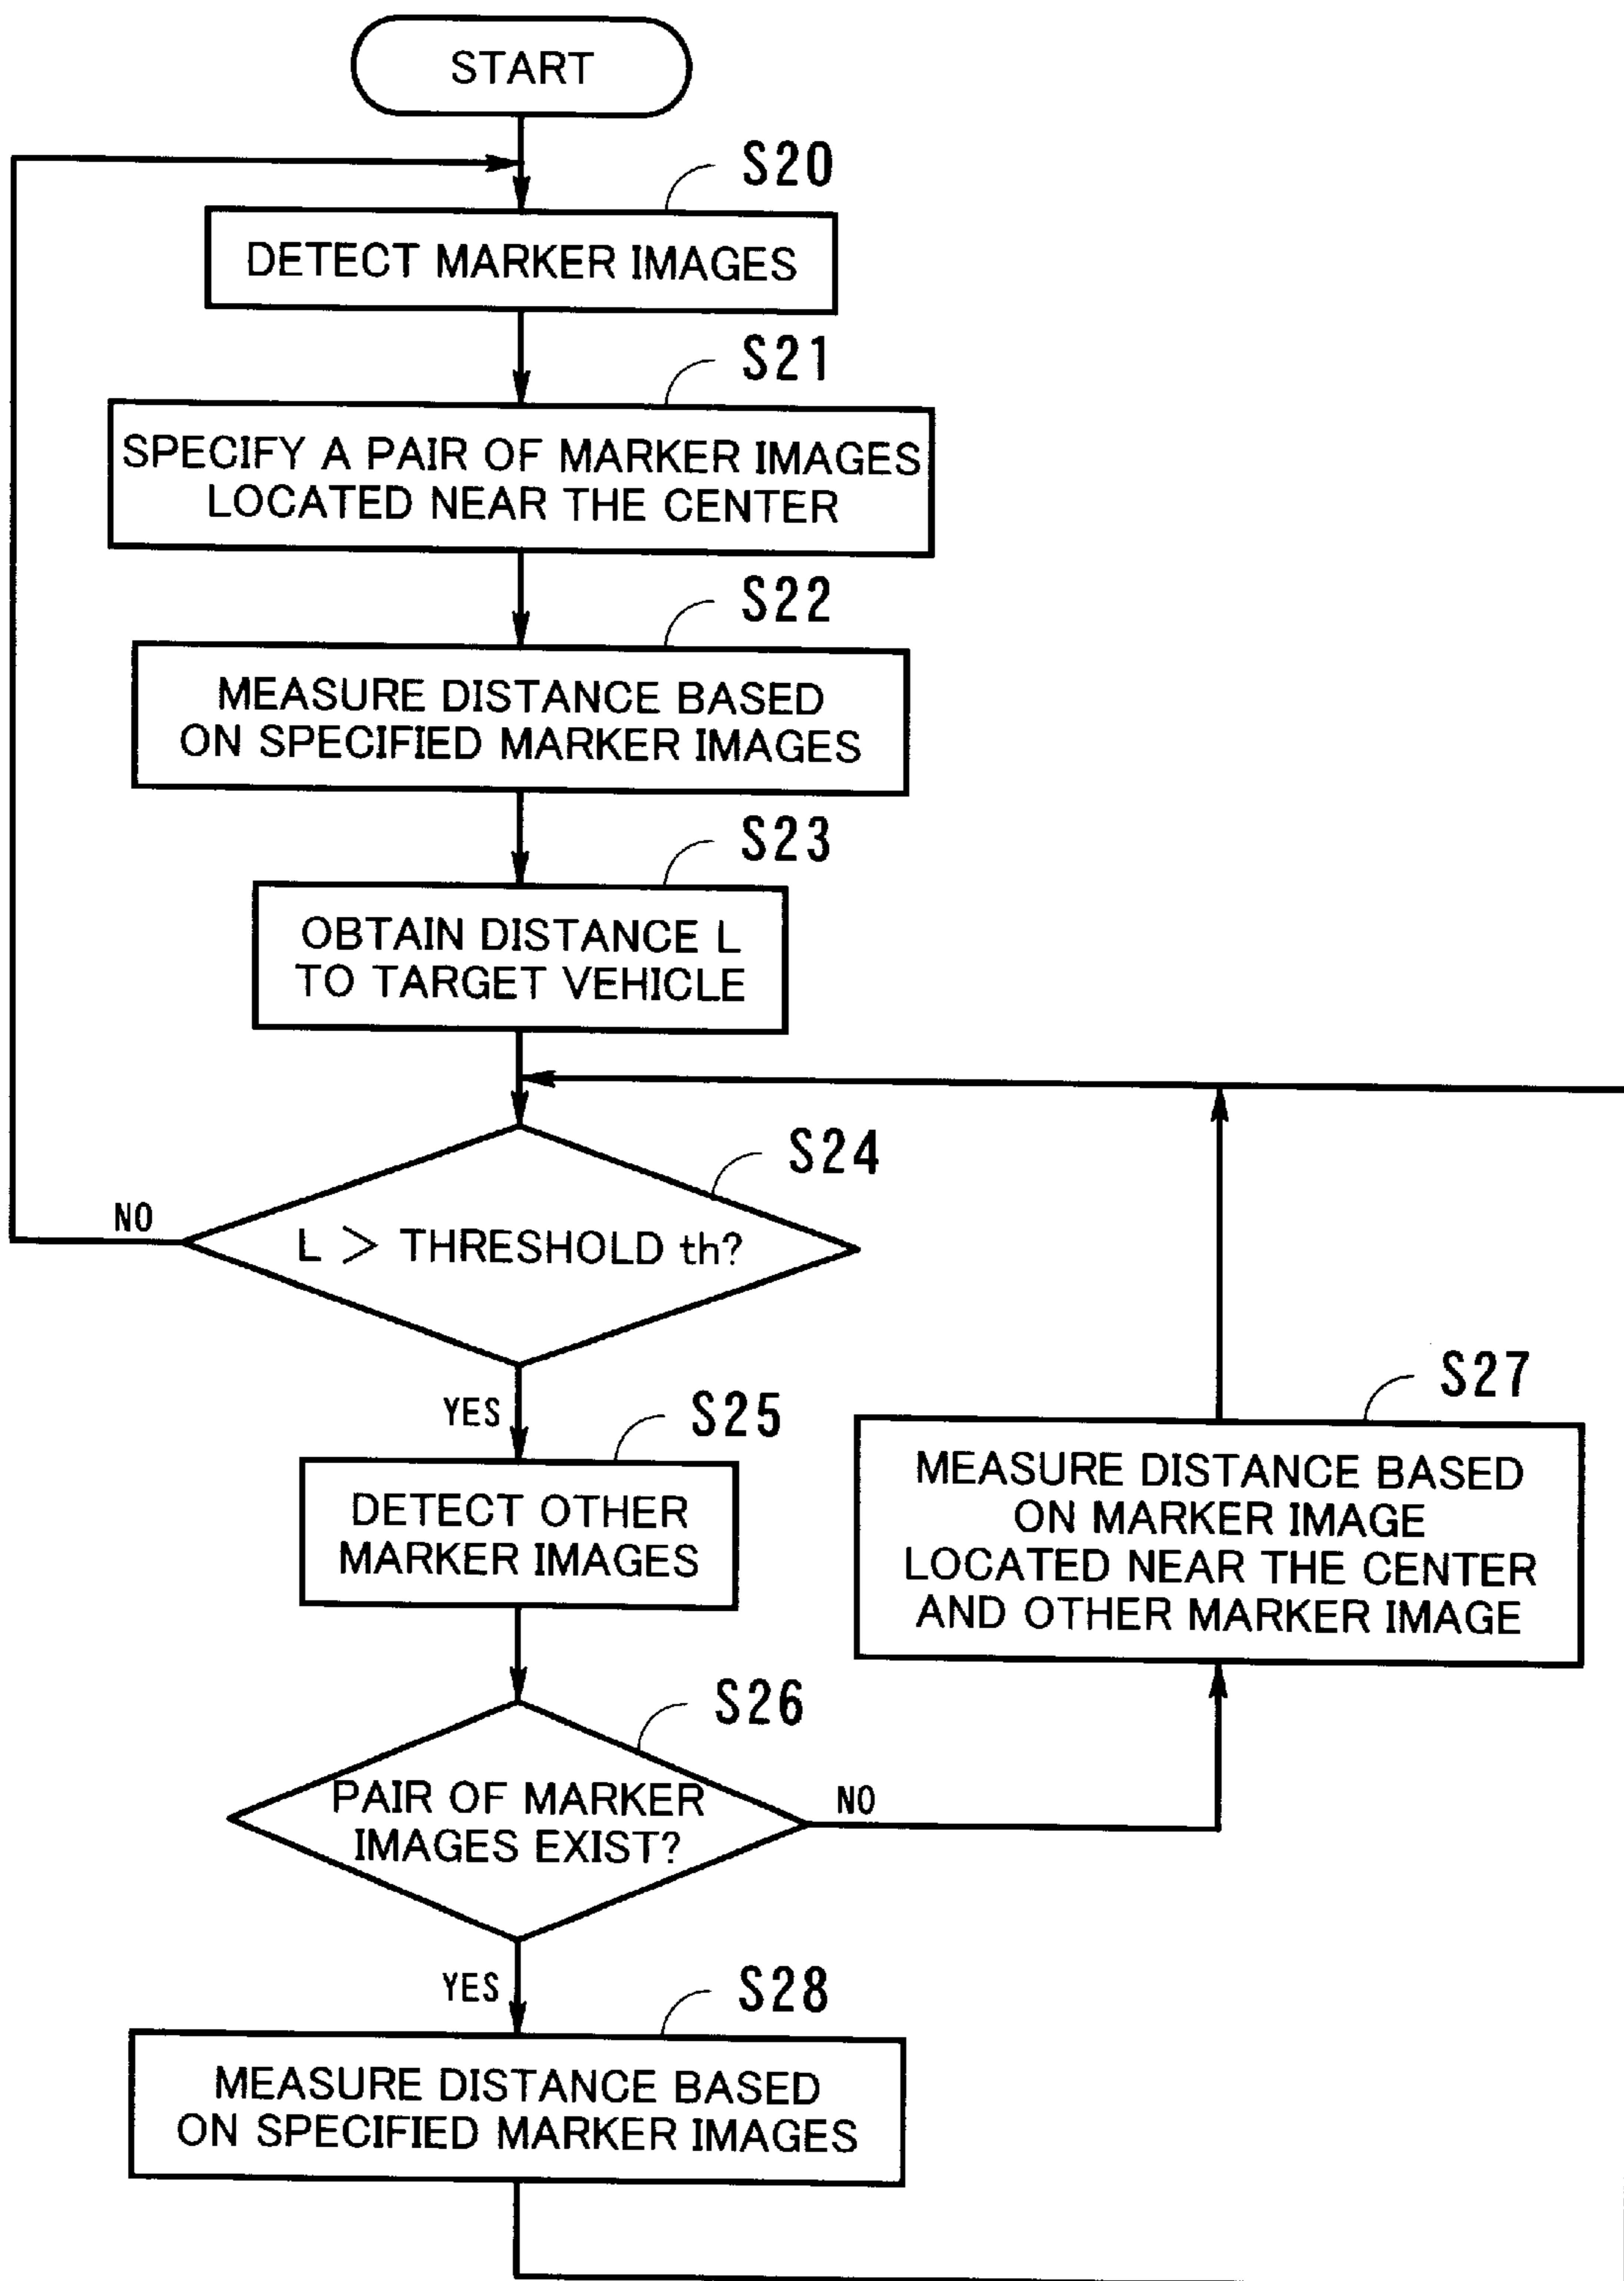 START
S20
DETECT MARKER IMAGES
S21
SPECIFY A PAIR OF MARKER IMAGES
LOCATED NEAR THE CENTER
S22
MEASURE DISTANCE BASED
ON SPECIFIED MARKER IMAGES
S23
OBTAIN DISTANCE L
TO TARGET VEHICLE
S24
L > THRESHOLD th?
NO
YES
S25
DETECT OTHER
MARKER IMAGES
S27
MEASURE DISTANCE BASED
ON MARKER IMAGE
LOCATED NEAR THE CENTER
AND OTHER MARKER IMAGE
S26
PAIR OF MARKER
IMAGES EXIST?
NO
YES
S28
MEASURE DISTANCE BASED
ON SPECIFIED MARKER IMAGES